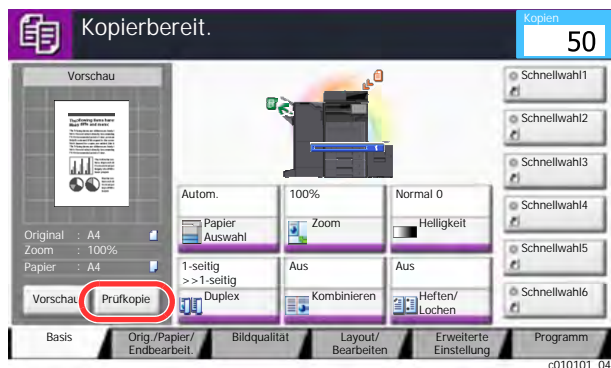 Kopierbereit.
Kopien
50
Vorschau
Original : A4
Zoom : 100%
Papier : A4
Vorschau
Prüfkopie
Autom.
Papier
Auswahl
100%
Zoom
Normal 0
Helligkeit
1-seitig
>>1-seitig
Duplex
Aus
Kombinieren
Aus
Heften/
Lochen
Schnellwahl1
Schnellwahl2
Schnellwahl3
Schnellwahl4
Schnellwahl5
Schnellwahl6
Basis
Orig./Papier/
Endbearbeit.
Bildqualität
Layout/
Bearbeiten
Erweiterte
Einstellung
Programm
c010101_04